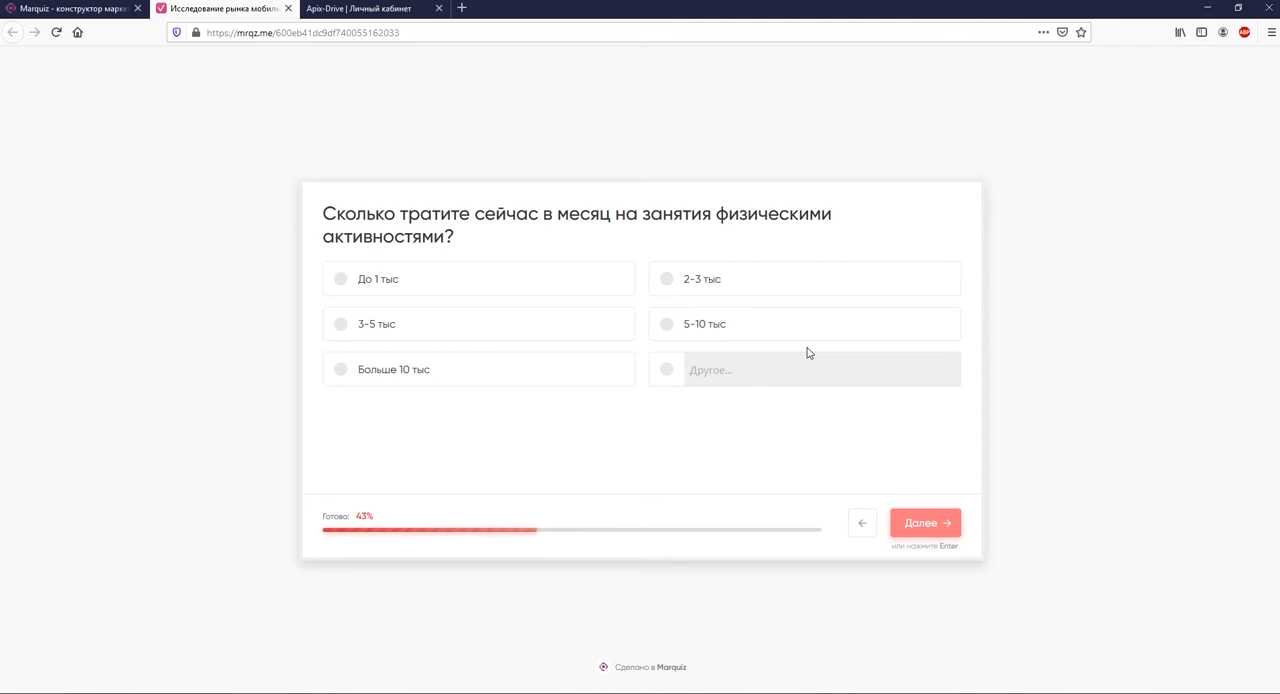 Marquiz - конструктор марке
Исследование рынка мобиль
Apix-Drive | Личный кабинет
https://mrqz.me/600eb41dc9df740055162033
ABP
Сколько тратите сейчас в месяц на занятия физическими
активностями?
До 1 тыс
2-3 тыс
3-5 тыс
5-10 тыс
Больше 10 тыс
Другое...
Готово: 43%
Далее →
или нажмите Enter
Сделано в Marquiz